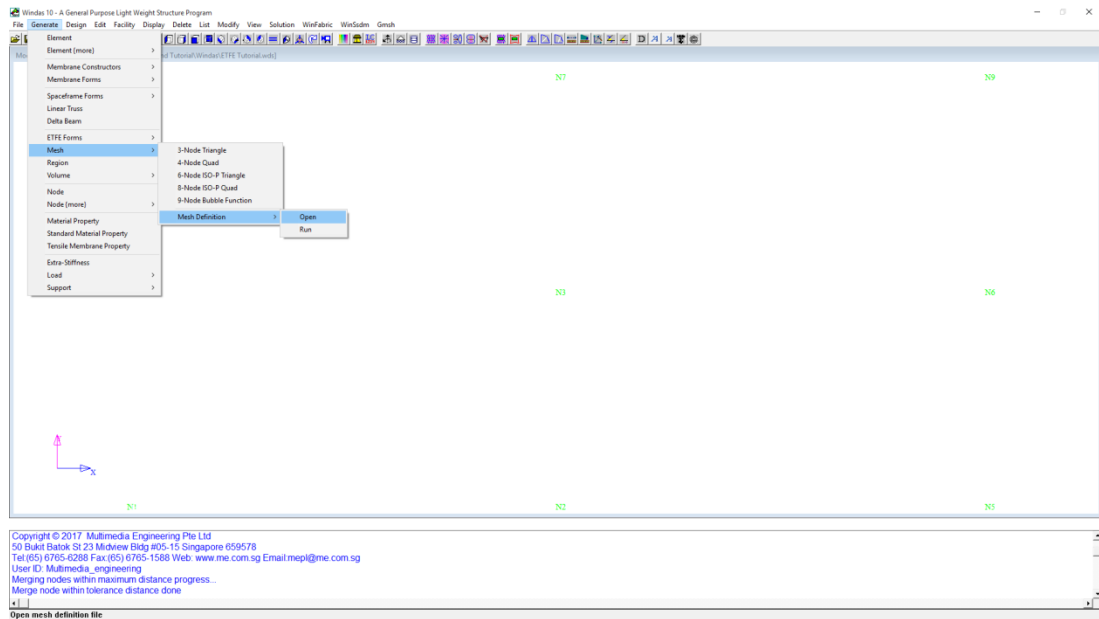 Windas 10 - A General Purpose Light Weight Structure Program
File Generate Design Edit Facility Display Delete List Modify View Solution WinFabric WinSsdm Gmsh
d Tutorial\Windas\ETFE Tutorial.wds]
Element
Element (more)
Membrane Constructors
Membrane Forms
Spaceframe Forms
Linear Truss
Delta Beam
ETFE Forms
Mesh
Region
Volume
Node
Node (more)
Material Property
Standard Material Property
Tensile Membrane Property
Extra-Stiffness
Load
Support
3-Node Triangle
4-Node Quad
6-Node ISO-P Triangle
8-Node ISO-P Quad
9-Node Bubble Function
Mesh Definition
Open
Run
N7 N9
N3 N6
X
N1 N2 N5
Copyright © 2017 Multimedia Engineering Pte Ltd
50 Bukit Batok St 23 Midview Bldg #05-15 Singapore 659578
Tel:(65) 6765-6288 Fax:(65) 6765-1588 Web: www.me.com.sg Email:mepl@me.com.sg
User ID: Multimedia_engineering
Merging nodes within maximum distance progress...
Merge node within tolerance distance done
Open mesh definition file